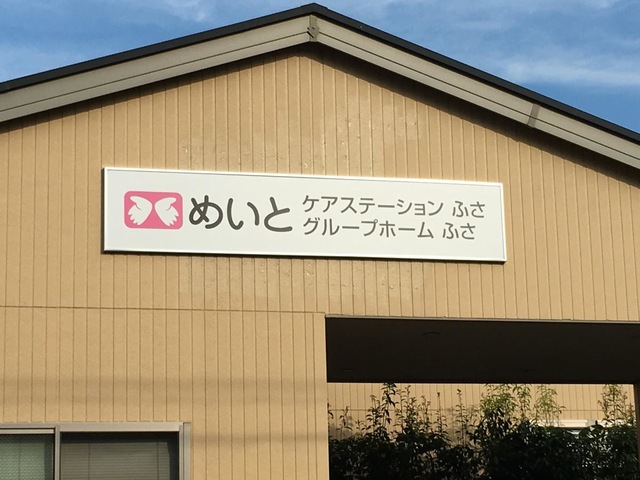 めいと
ケアステーション ふさ
グループホーム ふさ